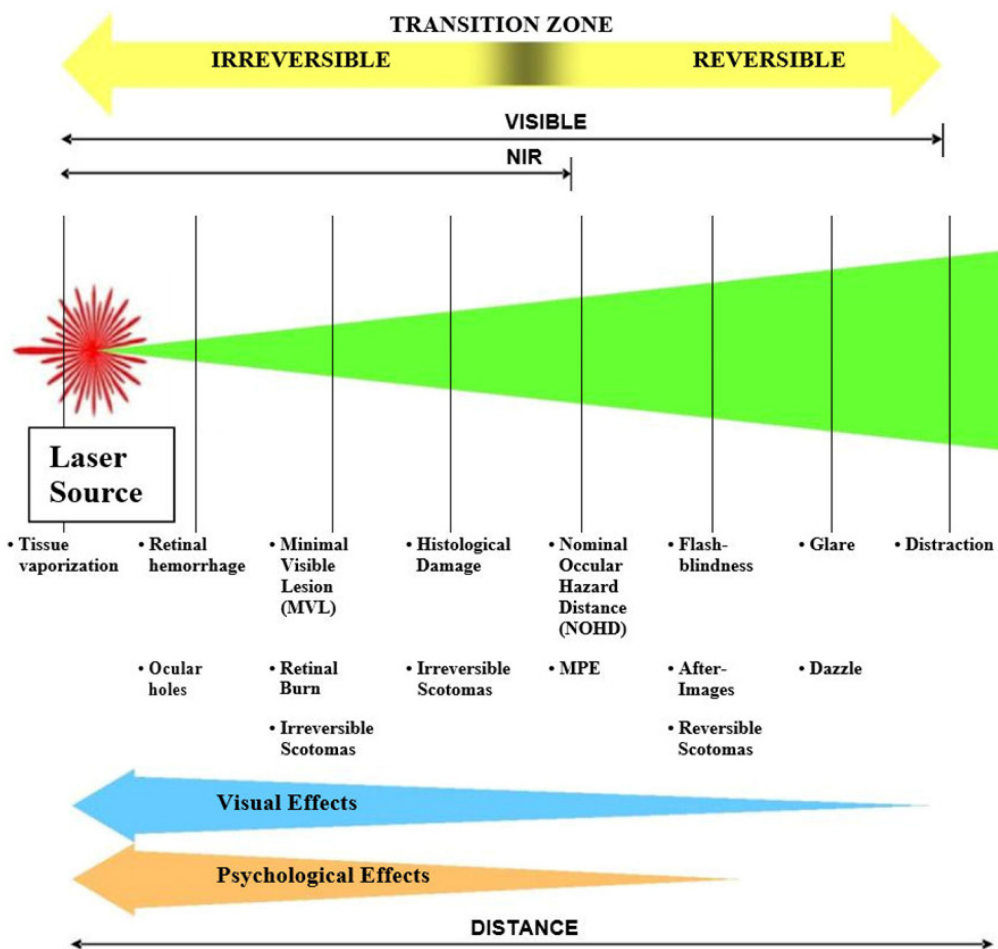 TRANSITION ZONE
IRREVERSIBLE
REVERSIBLE
VISIBLE
NIR
Laser
Source
• Tissue
vaporization
• Retinal
hemorrhage
• Minimal
Visible
Lesion
(MVL)
• Histological
Damage
• Nominal
Occular
Hazard
Distance
(NOHD)
• Flash-
blindness
• Glare
• Distraction
• Ocular
holes
• Retinal
Burn
• Irreversible
Scotomas
• MPE
• After-
Images
• Dazzle
• Irreversible
Scotomas
• Reversible
Scotomas
Visual Effects
Psychological Effects
DISTANCE